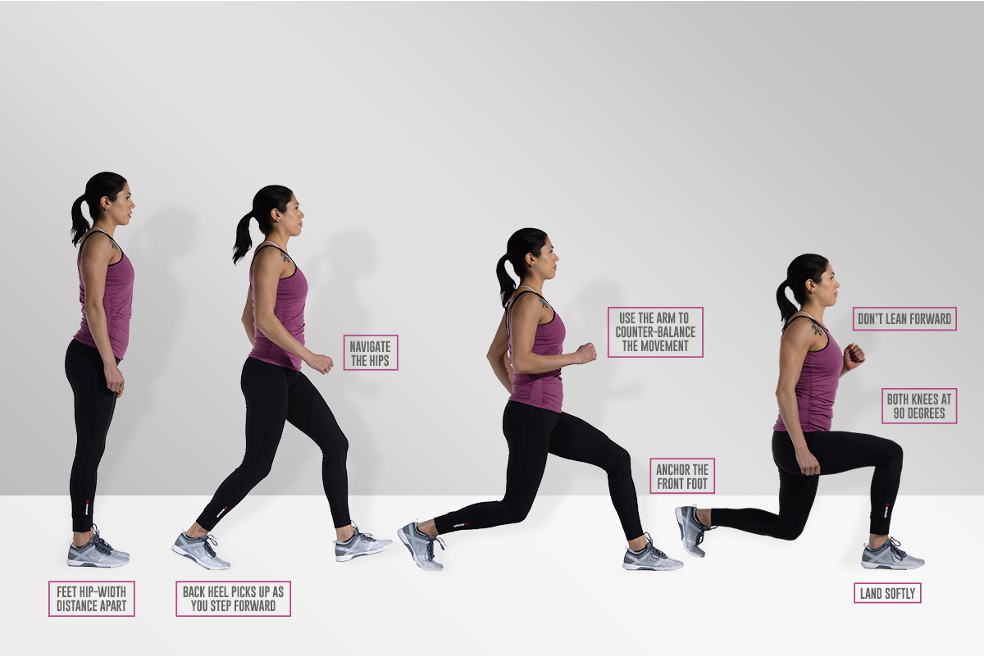 FEET HIP-WIDTH
DISTANCE APART
BACK HEEL PICKS UP AS
YOU STEP FORWARD
NAVIGATE
THE HIPS
USE THE ARM TO
COUNTER-BALANCE
THE MOVEMENT
ANCHOR THE
FRONT FOOT
DON'T LEAN FORWARD
BOTH KNEES AT
90 DEGREES
LAND SOFTLY